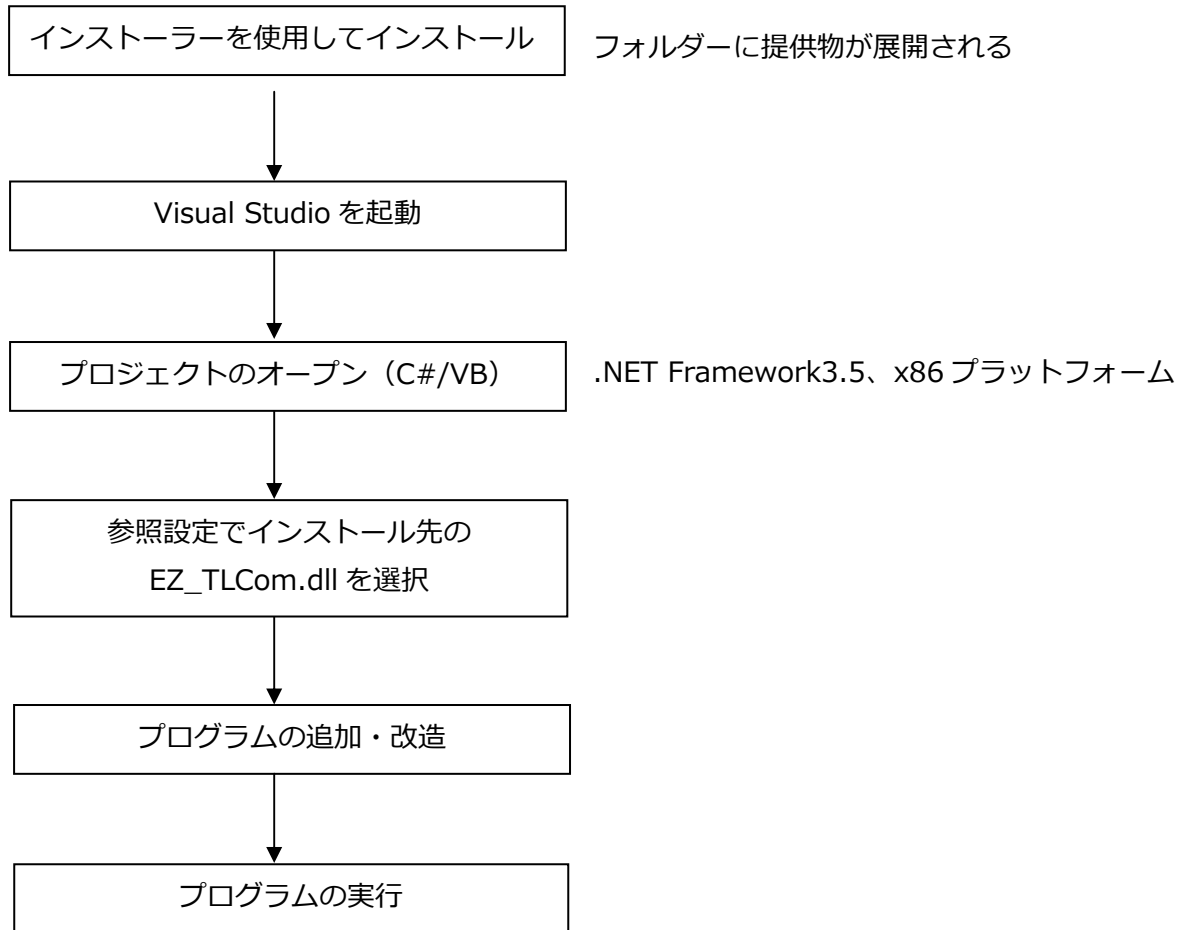 インストーラーを使用してインストール
フォルダーに提供物が展開される
Visual Studio を起動
プロジェクトのオープン（C#/VB）
.NET Framework3.5、x86 プラットフォーム
参照設定でインストール先の
EZ_TLCom.dll を選択
プログラムの追加・改造
プログラムの実行